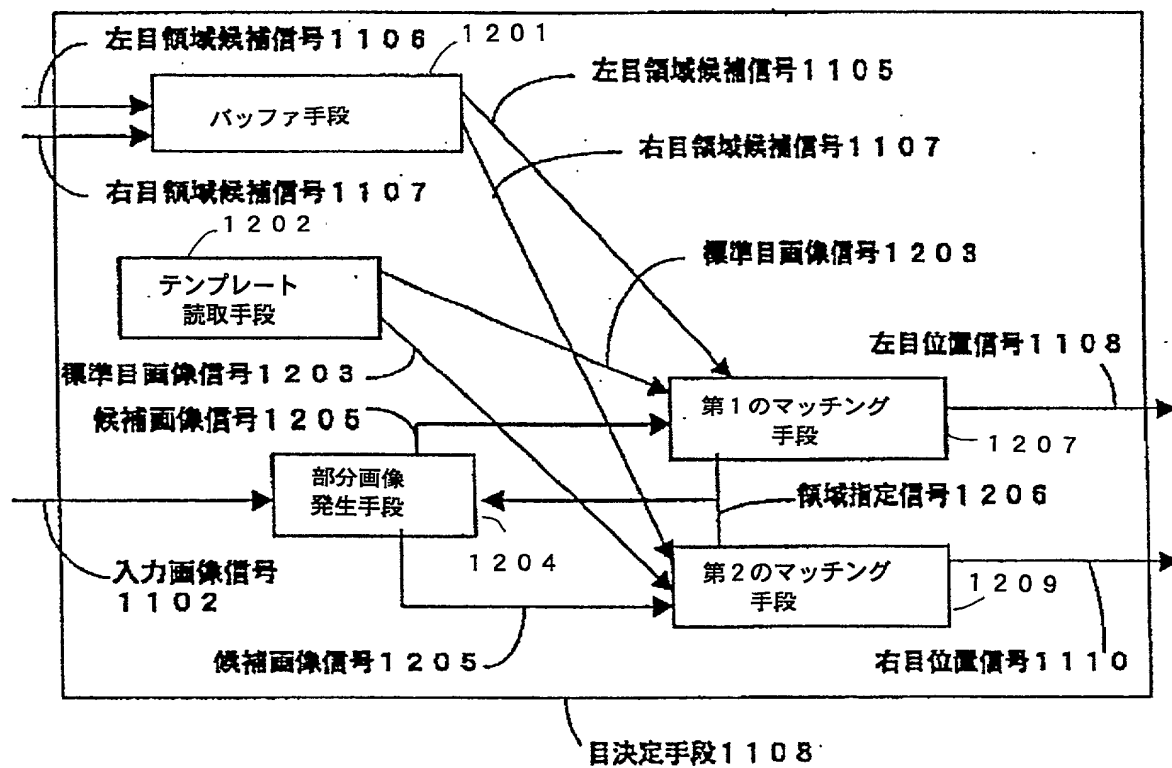 左目領域候補信号1106
1201
左目領域候補信号1105
バッファ手段
右目領域候補信号1107
右目領域候補信号1107
1202
標準目画像信号1203
テンプレート
読取手段
左目位置信号1108
標準目画像信号1203
第1のマッチング
手段
候補画像信号1205
1207
部分画像
発生手段
領域指定信号1206
1204
第2のマッチング
手段
入力画像信号
1102
1209
候補画像信号1205
右目位置信号1110
目決定手段1108